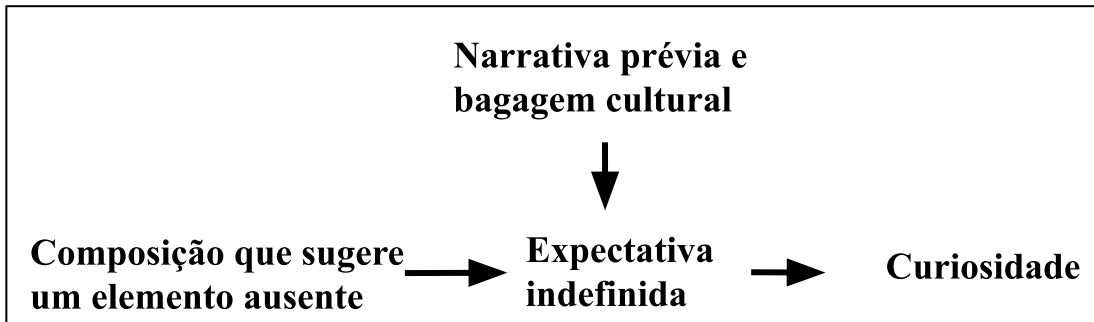 Narrativa prévia e
bagagem cultural
Composição que sugere
um elemento ausente
Expectativa
indefinida
Curiosidade